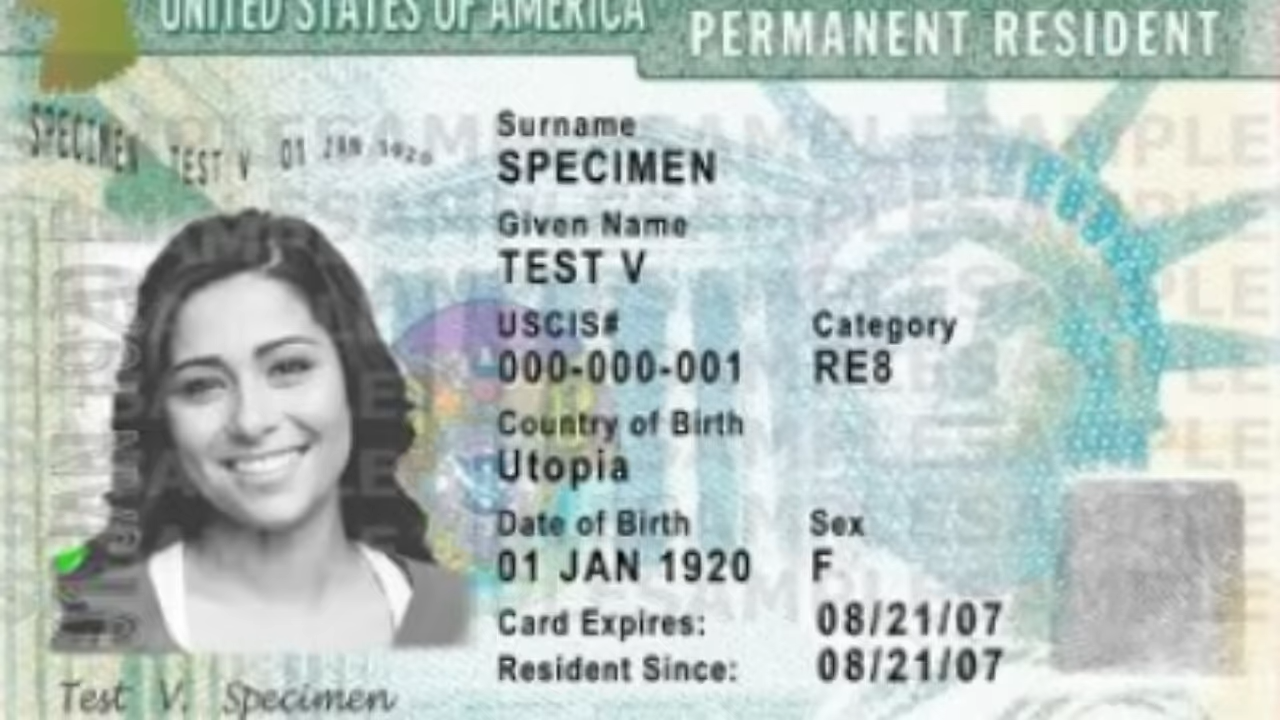 UNITED STATES OF AMERICA
PERMANENT RESIDENT
SPECIMEN TEST V 01 JAN 1920
Surname
SPECIMEN
Given Name
TEST V
USCIS# Category
000-000-001 RE8
Country of Birth
Utopia
Date of Birth Sex
01 JAN 1920 F
Card Expires: 08/21/07
Resident Since: 08/21/07
Test V. Specimen